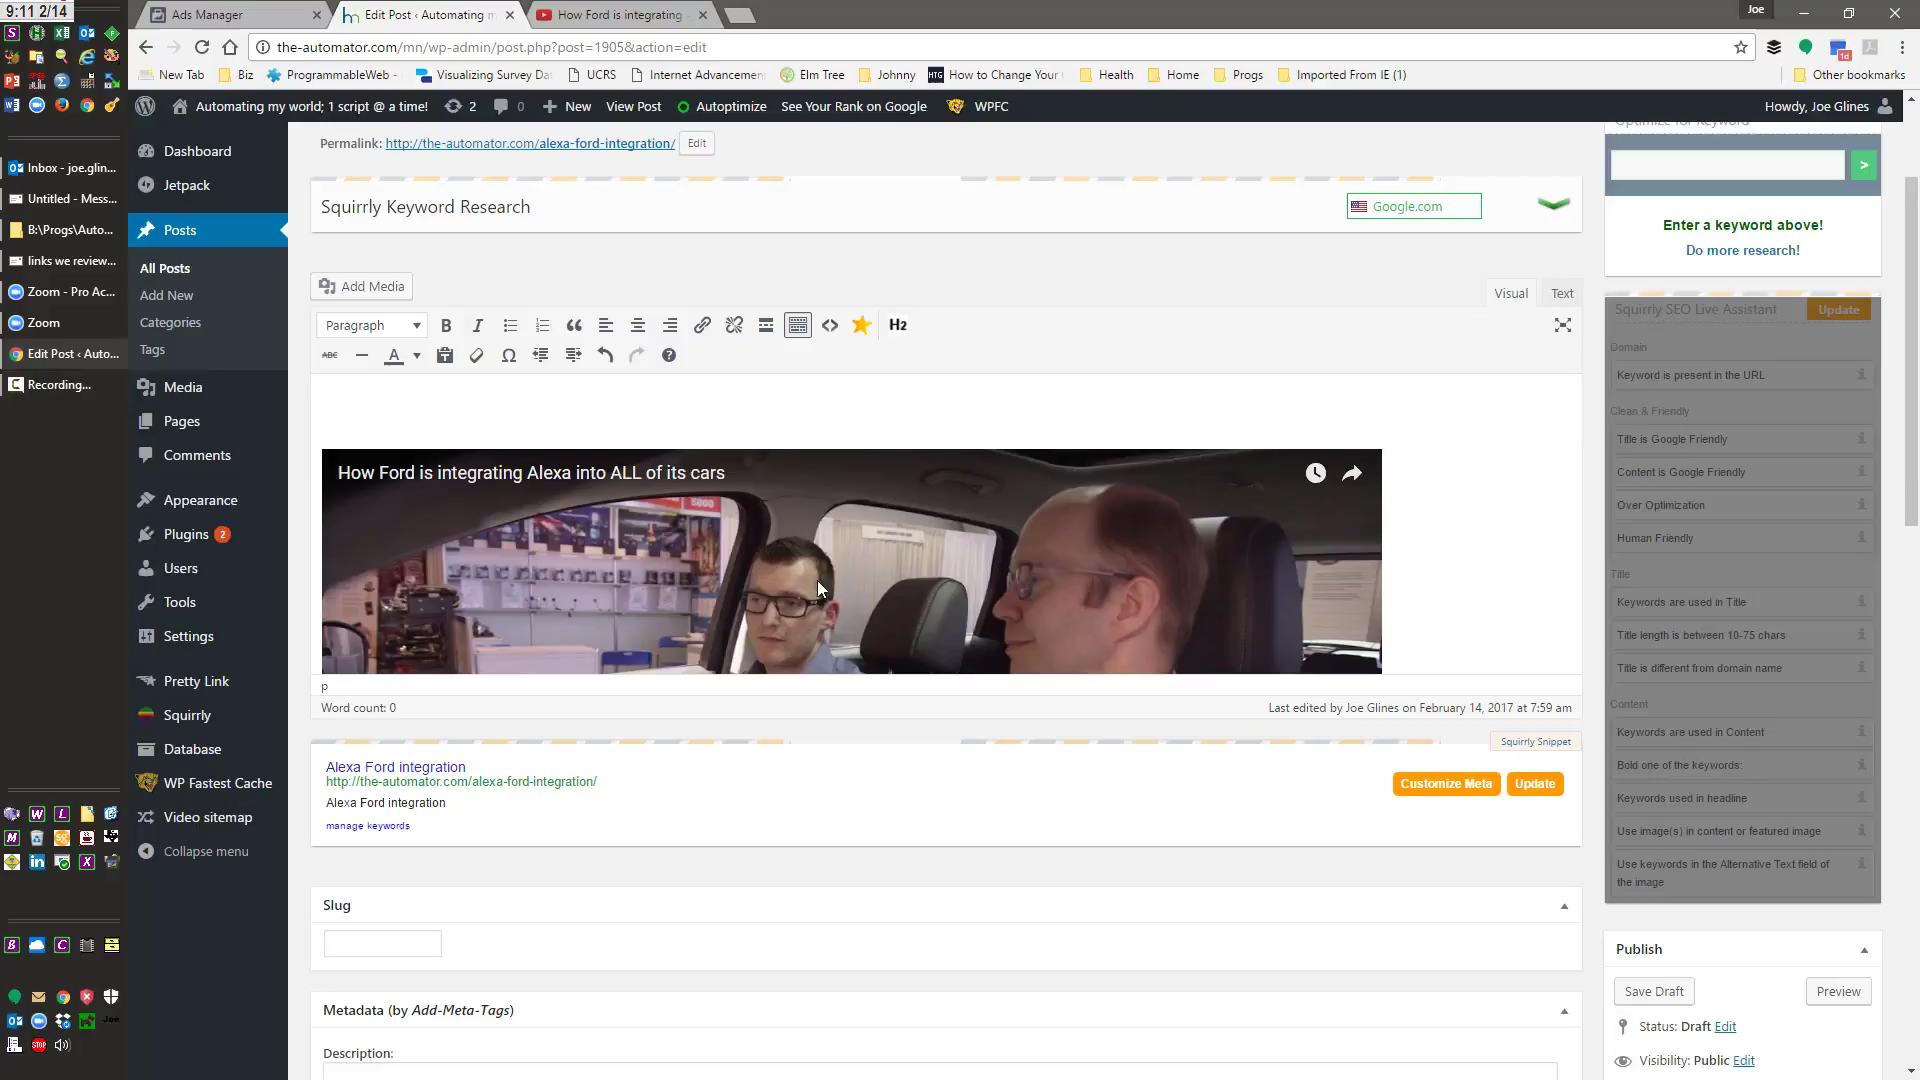 9:11 2/14
Ads Manager
Edit Post ‹ Automating m
How Ford is integrating
Joe
the-automator.com/mn/wp-admin/post.php?post=1905&action=edit
New Tab
Biz
ProgrammableWeb -
Visualizing Survey Dat
UCRS
Internet Advancemen
Elm Tree
Johnny
How to Change Your
Health
Home
Progs
Imported From IE (1)
Other bookmarks
Automating my world; 1 script @ a time!
2
0
New
View Post
Autoptimize
See Your Rank on Google
WPFC
Howdy, Joe Glines
Inbox - joe.glin...
Untitled - Mess...
B:\Progs\Auto...
links we review...
Zoom - Pro Ac...
Zoom
Edit Post ‹ Auto...
Recording...
Dashboard
Jetpack
Posts
All Posts
Add New
Categories
Tags
Media
Pages
Comments
Appearance
Plugins 2
Users
Tools
Settings
Pretty Link
Squirrly
Database
WP Fastest Cache
Video sitemap
Collapse menu
Permalink: http://the-automator.com/alexa-ford-integration/ Edit
Squirrly Keyword Research
Google.com
Add Media
Visual
Text
Paragraph
B
I
H2
ABC
A
How Ford is integrating Alexa into ALL of its cars
p
Word count: 0
Last edited by Joe Glines on February 14, 2017 at 7:59 am
Squirrly Snippet
Alexa Ford integration
http://the-automator.com/alexa-ford-integration/
Alexa Ford integration
manage keywords
Customize Meta
Update
Slug
Metadata (by Add-Meta-Tags)
Description:
Optimize for Keyword
>
Enter a keyword above!
Do more research!
Squirrly SEO Live Assistant
Update
Domain
Keyword is present in the URL
Clean & Friendly
Title is Google Friendly
Content is Google Friendly
Over Optimization
Human Friendly
Title
Keywords are used in Title
Title length is between 10-75 chars
Title is different from domain name
Content
Keywords are used in Content
Bold one of the keywords:
Keywords used in headline
Use image(s) in content or featured image
Use keywords in the Alternative Text field of
the image
Publish
Save Draft
Preview
Status: Draft Edit
Visibility: Public Edit